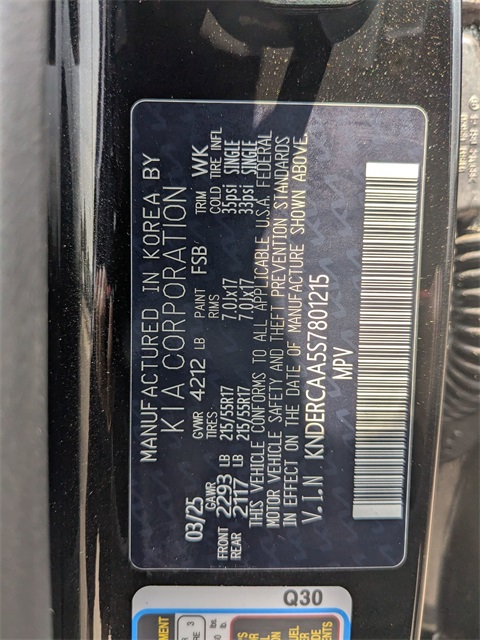 MANUFACTURED IN KOREA BY
KIA CORPORATION
03/25 GVWR 4212 LB PAINT FSB TRIM WK
GAWR TIRES RIMS COLD TIRE INFL
FRONT 2293 LB 215/55R17 7.0Jx17 33psi SINGLE
REAR 2117 LB 215/55R17 7.0Jx17 33psi SINGLE
THIS VEHICLE CONFORMS TO ALL APPLICABLE U.S.A. FEDERAL
MOTOR VEHICLE SAFETY AND THEFT PREVENTION STANDARDS
IN EFFECT ON THE DATE OF MANUFACTURE SHOWN ABOVE.
V.I.N KNDERCAA5S7801215
MPV
Q30